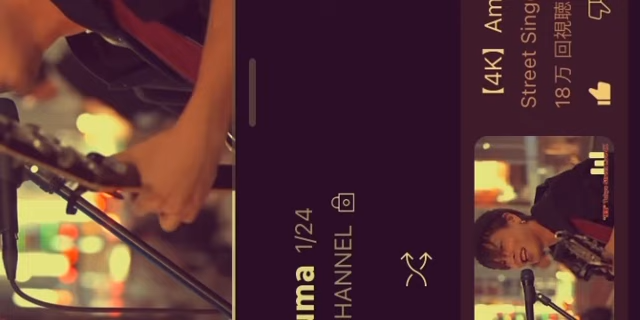 uma 1/24
HANNEL
【4K】 Am
Street Sing
18万 回視聴